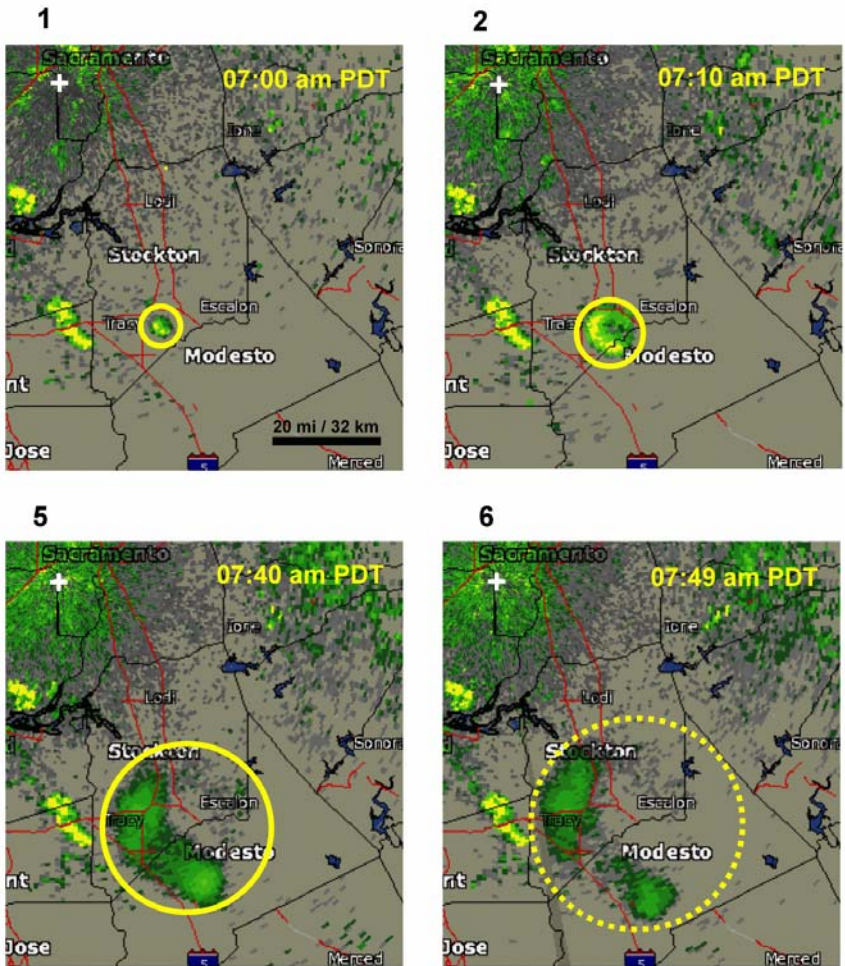 1
Sacramento
07:00 am PDT
Ione
Lodi
Stockton
Sonora
Escalon
Tracy
Modesto
nt
20 mi / 32 km
Jose
5
Merced
2
Sacramento
07:10 am PDT
Ione
Lodi
Stockton
Sonora
Escalon
Tracy
Modesto
nt
Jose
5
Merced
5
Sacramento
07:40 am PDT
Ione
Lodi
Stockton
Sonora
Escalon
Tracy
Modesto
nt
Jose
5
Merced
6
Sacramento
07:49 am PDT
Ione
Lodi
Stockton
Sonora
Escalon
Tracy
Modesto
nt
Jose
5
Merced